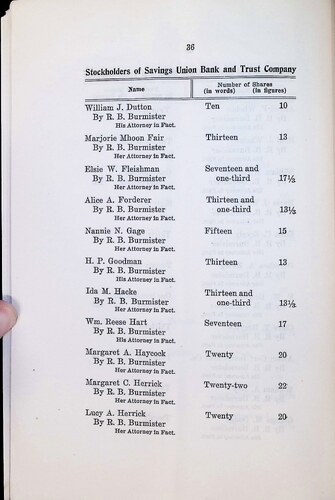 36
Stockholders of Savings Union Bank and Trust Company
Name Number of Shares
(in words) (in figures)
William J. Dutton Ten 10
By R. B. Burmister
His Attorney in Fact.
Marjorie Mhoon Fair Thirteen 13
By R. B. Burmister
Her Attorney in Fact.
Elsie W. Fleishman Seventeen and
By R. B. Burmister one-third 17⅓
Her Attorney in Fact.
Alice A. Forderer Thirteen and
By R. B. Burmister one-third 13⅓
Her Attorney in Fact.
Nannie N. Gage Fifteen 15
By R. B. Burmister
Her Attorney in Fact.
H. P. Goodman Thirteen 13
By R. B. Burmister
His Attorney in Fact.
Ida M. Hacke Thirteen and
By R. B. Burmister one-third 13⅓
Her Attorney in Fact.
Wm. Reese Hart Seventeen 17
By R. B. Burmister
His Attorney in Fact.
Margaret A. Haycock Twenty 20
By R. B. Burmister
Her Attorney in Fact.
Margaret C. Herrick Twenty-two 22
By R. B. Burmister
Her Attorney in Fact.
Lucy A. Herrick Twenty 20
By R. B. Burmister
Her Attorney in Fact.